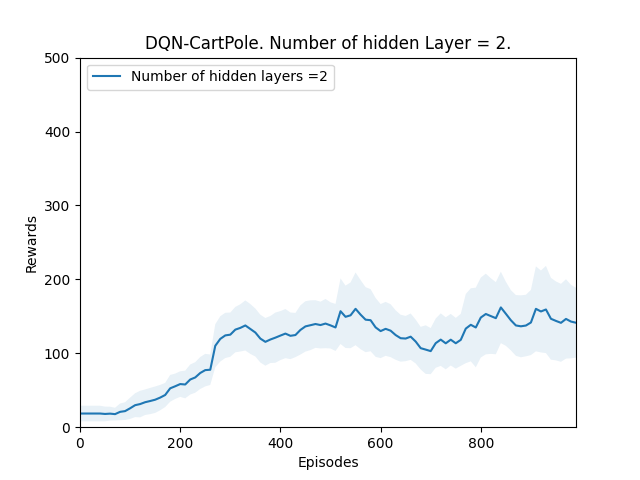 DQN-CartPole. Number of hidden Layer = 2.
Number of hidden layers =2
500
400
300
200
100
0
Rewards
0 200 400 600 800
Episodes